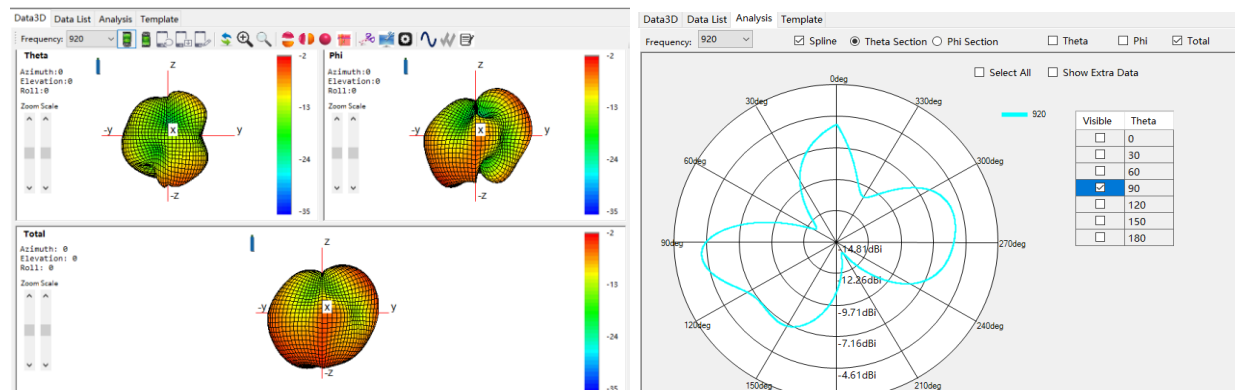 Data3D Data List Analysis Template
Frequency: 920
Theta
Azimuth:0
Elevation:0
Roll:0
Zoom Scale
z
-y
x
y
-z
-2
-13
-24
-35
Phi
Azimuth:0
Elevation:0
Roll:0
Zoom Scale
Z
-y
x
y
-Z
-2
-13
-24
-35
Total
Azimuth: 0
Elevation: 0
Roll: 0
Zoom Scale
z
-y
x
y
-z
-2
-13
-24
-35
Data3D Data List Analysis Template
Frequency: 920 Spline Theta Section Phi Section Theta Phi Total
Select All Show Extra Data
0deg
30deg
330deg
60deg
300deg
90deg
270deg
120deg
240deg
150deg
210deg
-14.81dBi
-12.26dBi
-9.71dBi
-7.16dBi
-4.61dBi
920
Visible Theta
0
30
60
90
120
150
180